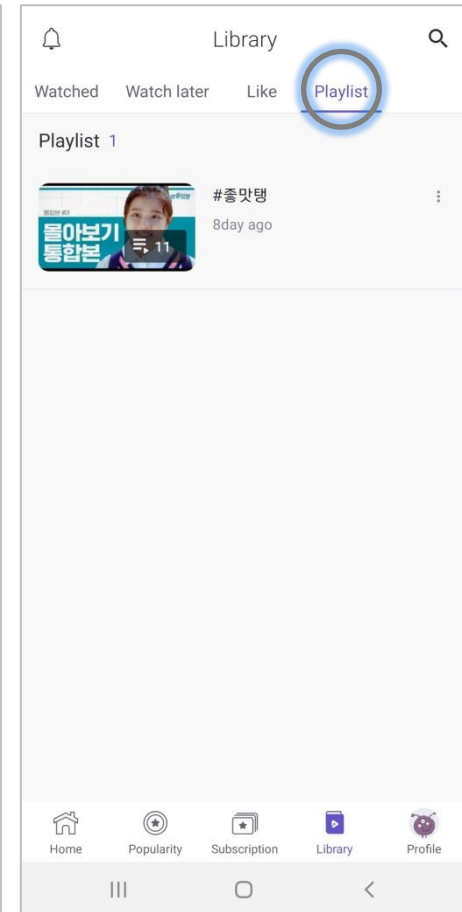 Library
Watched Watch later Like Playlist
Playlist 1
#좋맛탱
8day ago
몰아보기
통합본
11
Home Popularity Subscription Library Profile